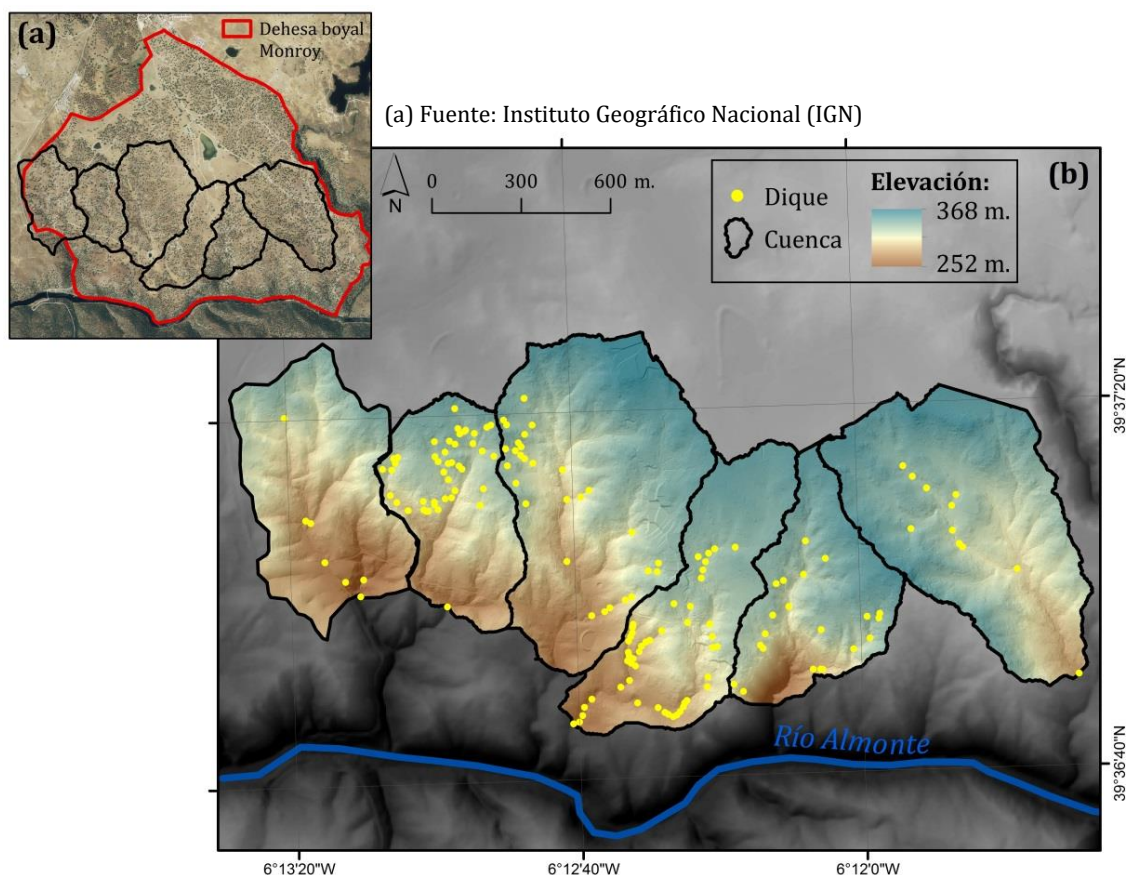 (a)
Dehesa boyal
Monroy
(a) Fuente: Instituto Geográfico Nacional (IGN)
N
0 300 600 m.
Dique
Cuenca
Elevación:
368 m.
252 m.
(b)
39°37'20"N
39°36'40"N
Río Almonte
6°13'20"W 6°12'40"W 6°12'0"W